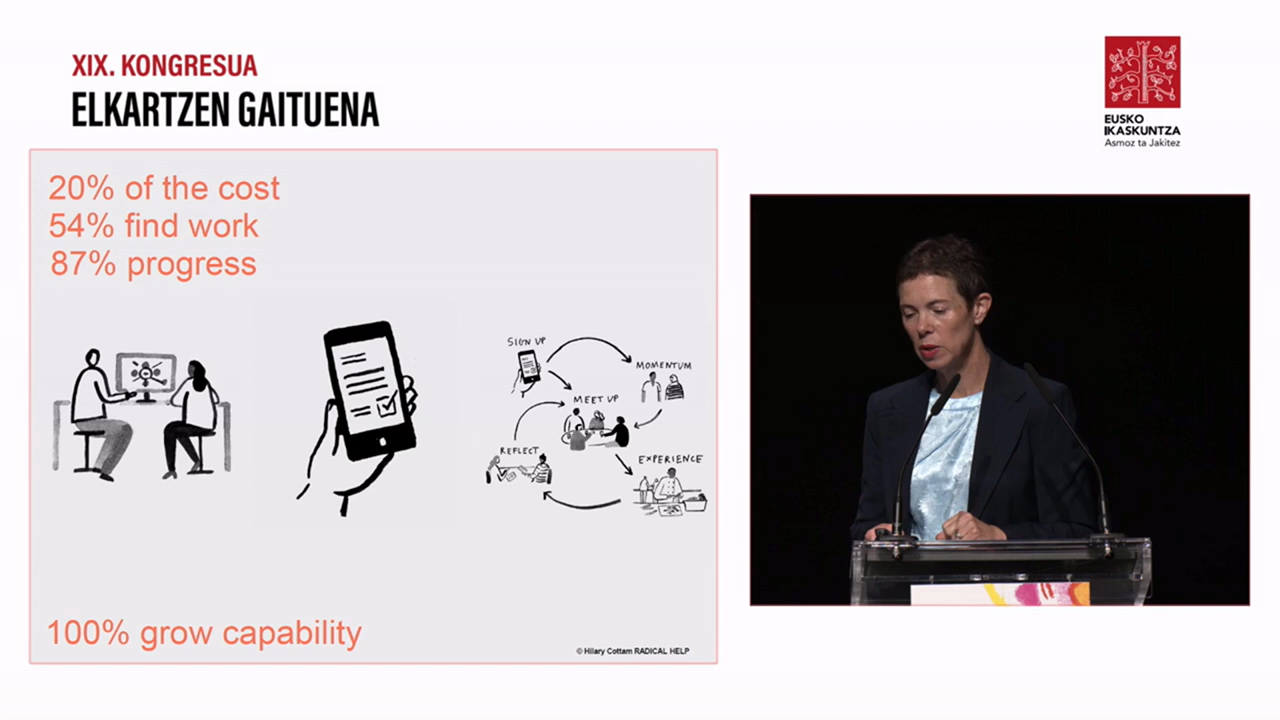 XIX. KONGRESUA
ELKARTZEN GAITUENA
EUSKO
IKASKUNTZA
Asmoz ta Jakitez
20% of the cost
54% find work
87% progress
SIGN UP
MOMENTUM
MEET UP
REFLECT
EXPERIENCE
100% grow capability
© Hilary Cottam RADICAL HELP